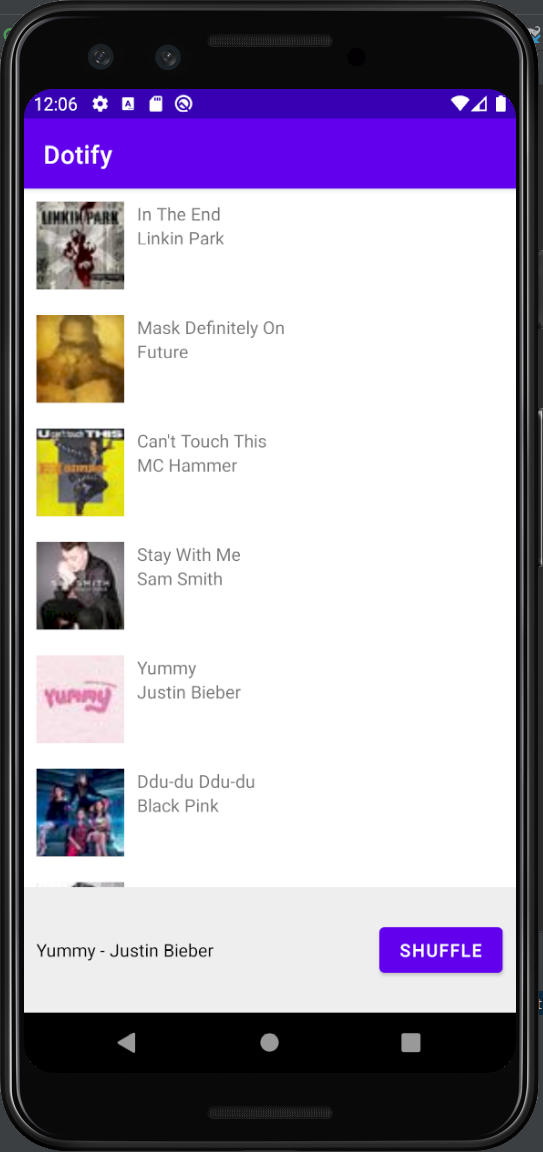 12:06
Dotify
LINKIN PARK
In The End
Linkin Park
Mask Definitely On
Future
U can't touch THIS
Can't Touch This
MC Hammer
SAM SMITH
Stay With Me
Sam Smith
Yummy
Yummy
Justin Bieber
Ddu-du Ddu-du
Black Pink
Yummy - Justin Bieber
SHUFFLE